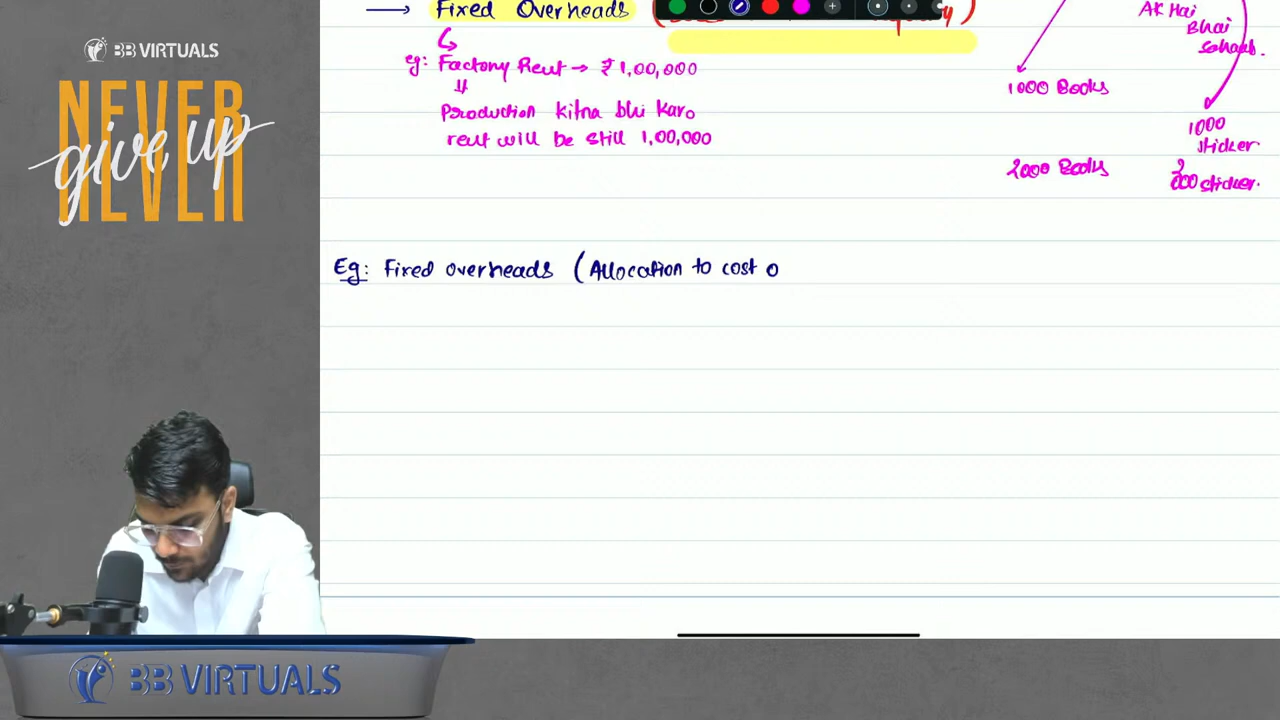 Fixed Overheads
BB VIRTUALS
NEVER
give up
NEVER
eg: Factory Rent → ₹1,00,000
Production kitna bhi karo
rent will be still 1,00,000
AK Hai
Bhai
Sahab.
1000 Books
1000
sticker
2000 Books
2000 sticker.
Eg: Fixed overheads (Allocation to cost o
BB VIRTUALS